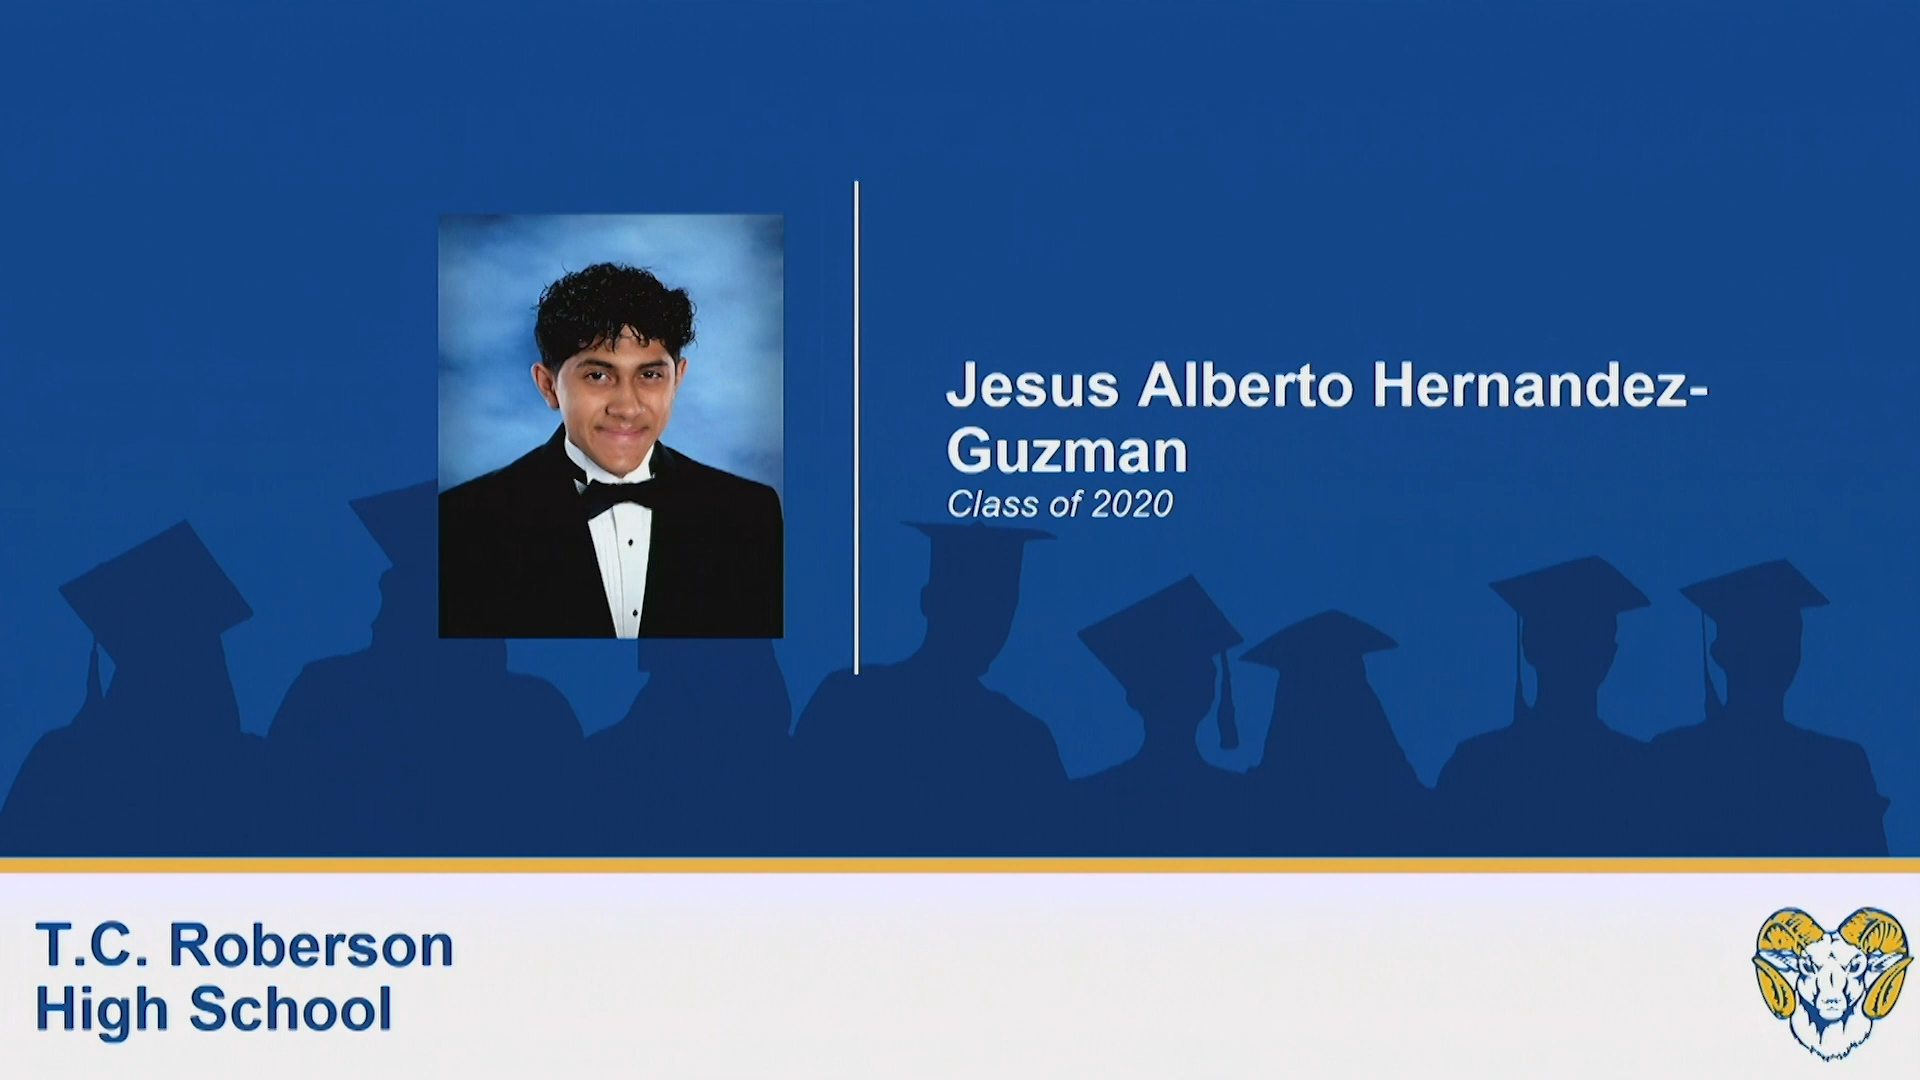 Jesus Alberto Hernandez-
Guzman
Class of 2020
T.C. Roberson
High School